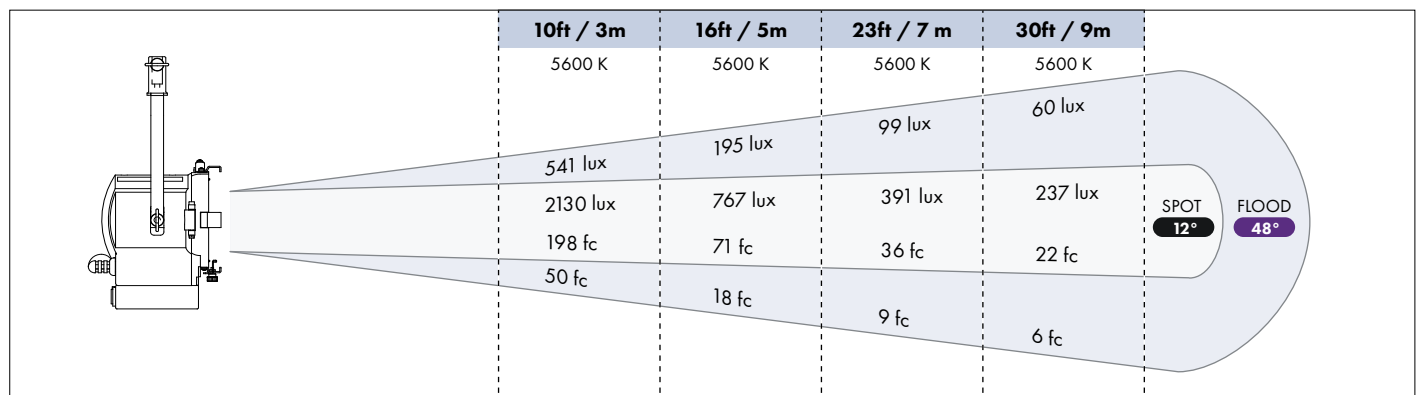 10ft / 3m 16ft / 5m 23ft / 7 m 30ft / 9m
5600 K 5600 K 5600 K 5600 K
541 lux 195 lux 99 lux 60 lux
2130 lux 767 lux 391 lux 237 lux
198 fc 71 fc 36 fc 22 fc
50 fc 18 fc 9 fc 6 fc
SPOT FLOOD
12° 48°